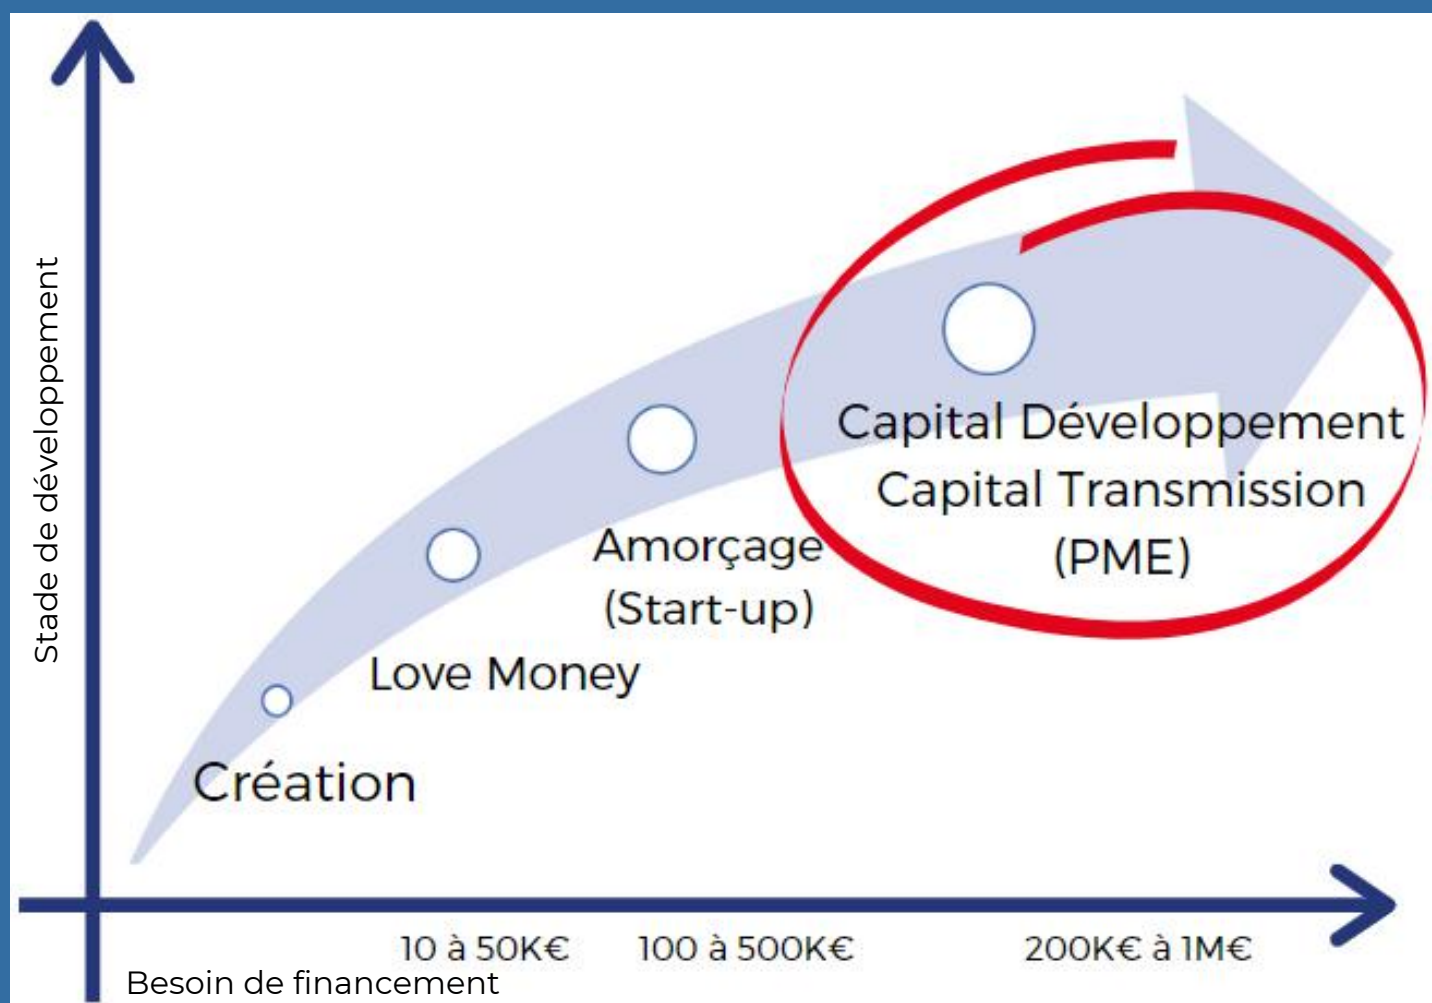 Stade de développement
Capital Développement
Capital Transmission
(PME)
Amorçage
(Start-up)
Love Money
Création
10 à 50K€
100 à 500K€
200K€ à 1M€
Besoin de financement